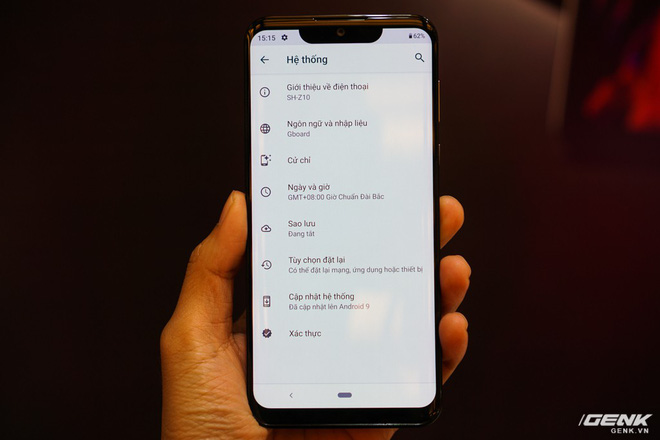 15:15
62%
Hệ thống
Giới thiệu về điện thoại
SH-Z10
Ngôn ngữ và nhập liệu
Gboard
Cử chỉ
Ngày và giờ
GMT+08:00 Giờ Chuẩn Đài Bắc
Sao lưu
Đang tắt
Tùy chọn đặt lại
Có thể đặt lại mạng, ứng dụng hoặc thiết bị
Cập nhật hệ thống
Đã cập nhật lên Android 9
Xác thực
GENK
GENK.VN